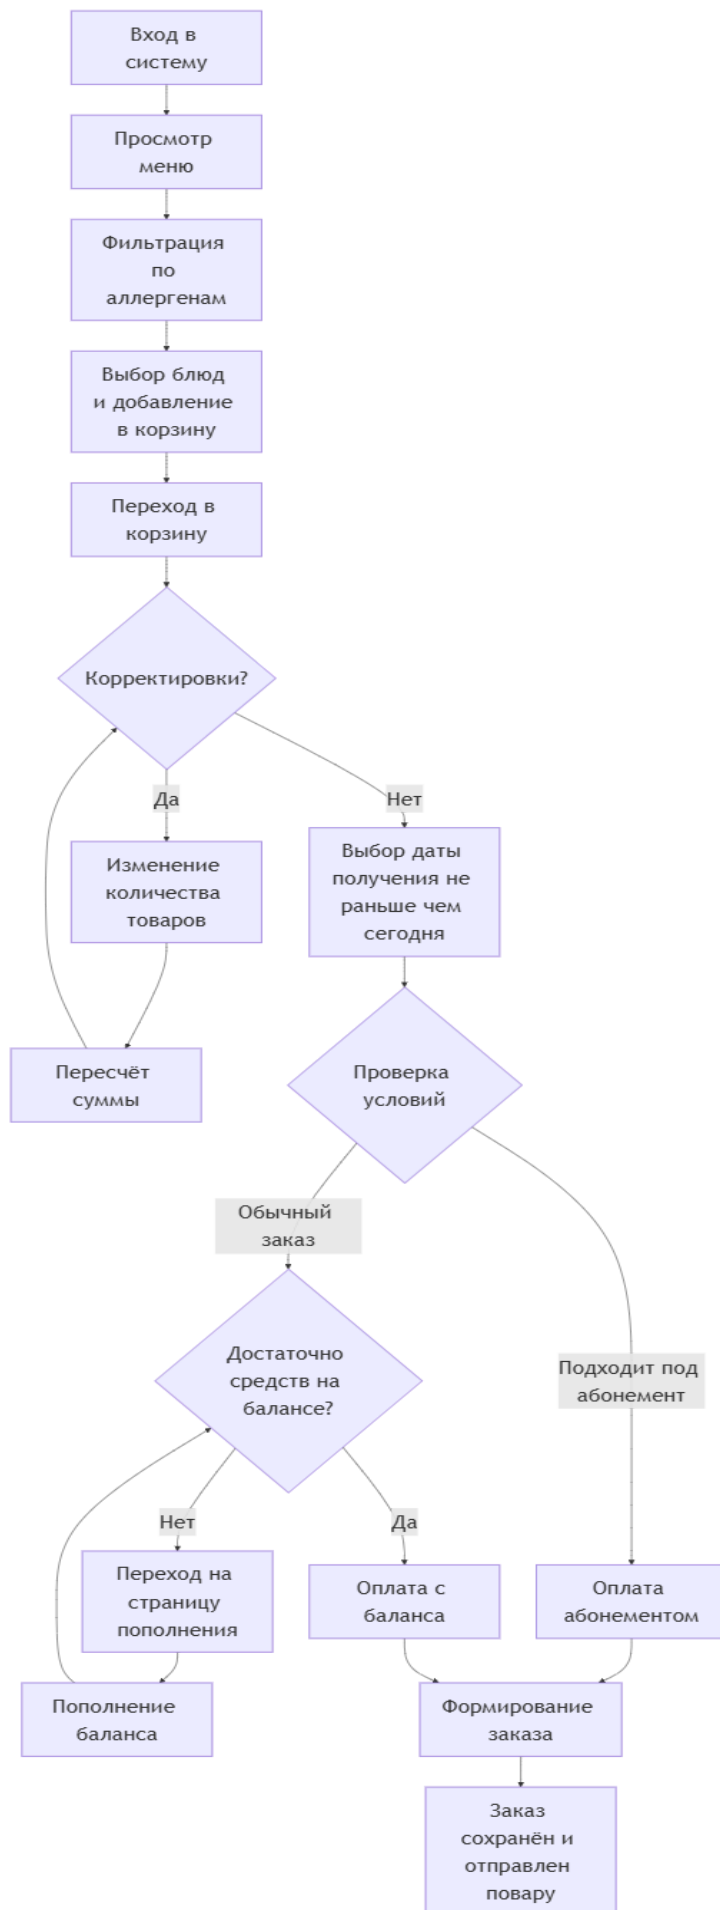 Вход в
систему
Просмотр
меню
Фильтрация
по
аллергенам
Выбор блюд
и добавление
в корзину
Переход в
корзину
Корректировки?
Да
Нет
Изменение
количества
товаров
Выбор даты
получения не
раньше чем
сегодня
Пересчёт
суммы
Проверка
условий
Обычный
заказ
Достаточно
средств на
балансе?
Подходит под
абонемент
Нет
Да
Переход на
страницу
пополнения
Оплата с
баланса
Оплата
абонементом
Пополнение
баланса
Формирование
заказа
Заказ
сохранён и
отправлен
повару